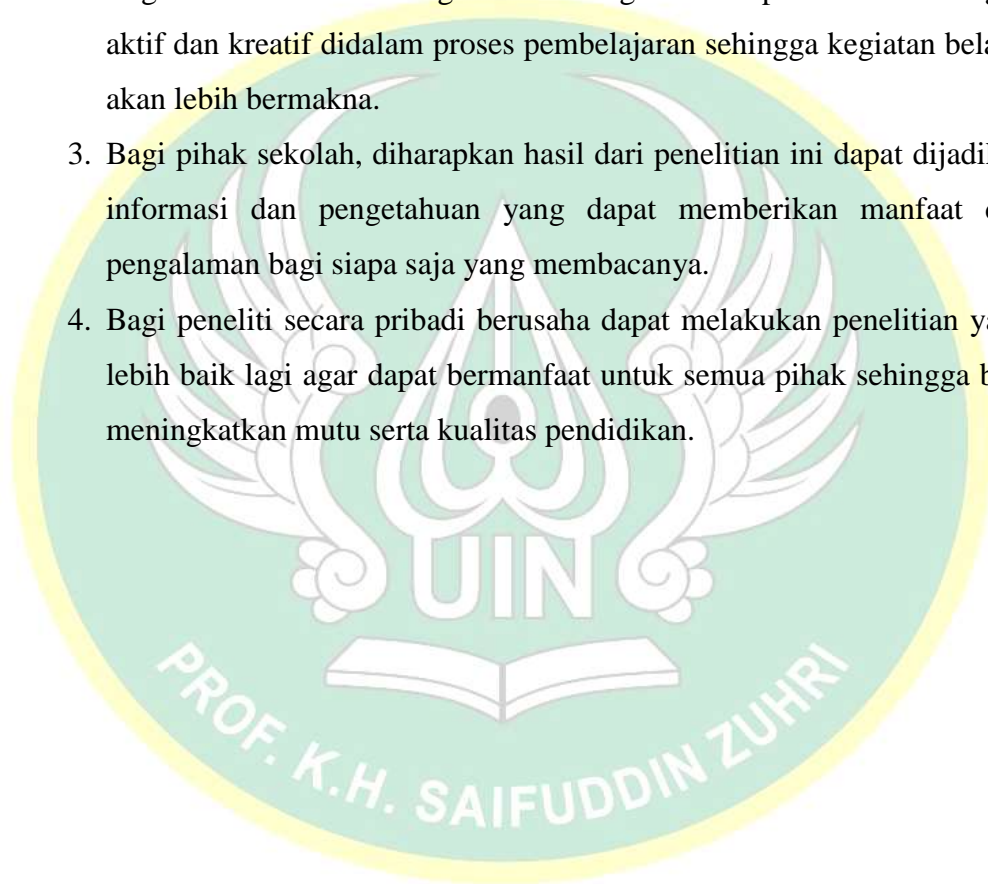 aktif dan kreatif didalam proses pembelajaran sehingga kegiatan
akan lebih bermakna.
3. Bagi pihak sekolah, diharapkan hasil dari penelitian ini dapat
informasi dan pengetahuan yang dapat memberikan manfaat
pengalaman bagi siapa saja yang membacanya.
4. Bagi peneliti secara pribadi berusaha dapat melakukan penelitian
lebih baik lagi agar dapat bermanfaat untuk semua pihak sehingga
meningkatkan mutu serta kualitas pendidikan.
UIN
PROF. K.H. SAIFUDDIN ZUHRI